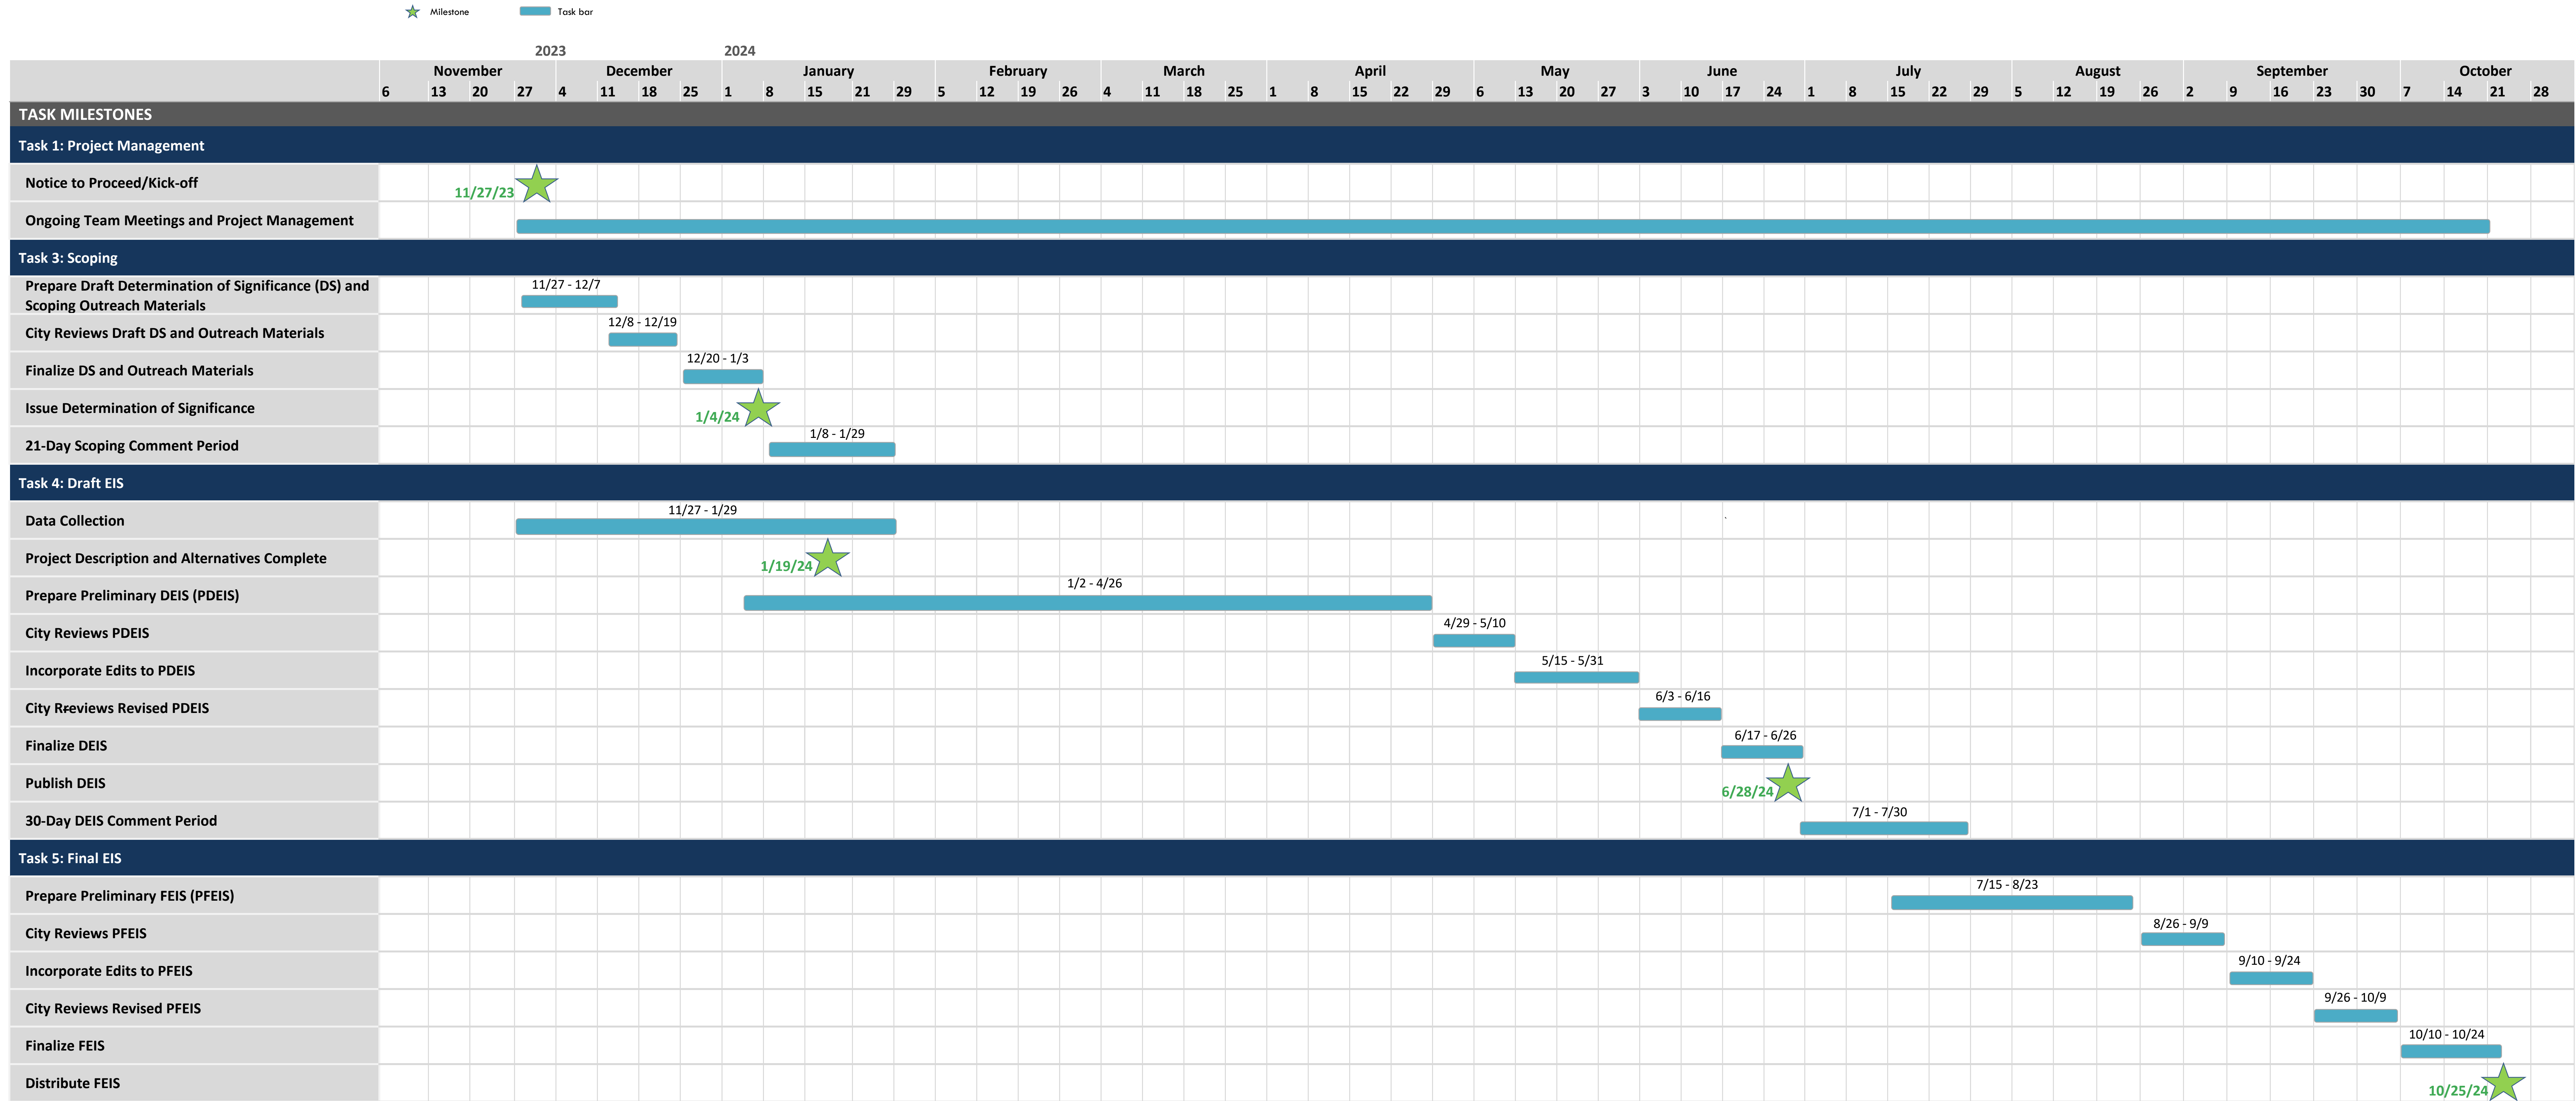 Milestone Task bar
2023 2024
November December January February March April May June July August September October
6 13 20 27 4 11 18 25 1 8 15 21 29 5 12 19 26 4 11 18 25 1 8 15 22 29 6 13 20 27 3 10 17 24 1 8 15 22 29 5 12 19 26 2 9 16 23 30 7 14 21 28
TASK MILESTONES
Task 1: Project Management
Notice to Proceed/Kick-off 11/27/23
Ongoing Team Meetings and Project Management
Task 3: Scoping
Prepare Draft Determination of Significance (DS) and 11/27 - 12/7
Scoping Outreach Materials
City Reviews Draft DS and Outreach Materials 12/8 - 12/19
Finalize DS and Outreach Materials 12/20 - 1/3
Issue Determination of Significance 1/4/24
21-Day Scoping Comment Period 1/8 - 1/29
Task 4: Draft EIS
Data Collection 11/27 - 1/29
Project Description and Alternatives Complete 1/19/24
Prepare Preliminary DEIS (PDEIS) 1/2 - 4/26
City Reviews PDEIS 4/29 - 5/10
Incorporate Edits to PDEIS 5/15 - 5/31
City Rreviews Revised PDEIS 6/3 - 6/16
Finalize DEIS 6/17 - 6/26
Publish DEIS 6/28/24
30-Day DEIS Comment Period 7/1 - 7/30
Task 5: Final EIS
Prepare Preliminary FEIS (PFEIS) 7/15 - 8/23
City Reviews PFEIS 8/26 - 9/9
Incorporate Edits to PFEIS 9/10 - 9/24
City Reviews Revised PFEIS 9/26 - 10/9
Finalize FEIS 10/10 - 10/24
Distribute FEIS 10/25/24